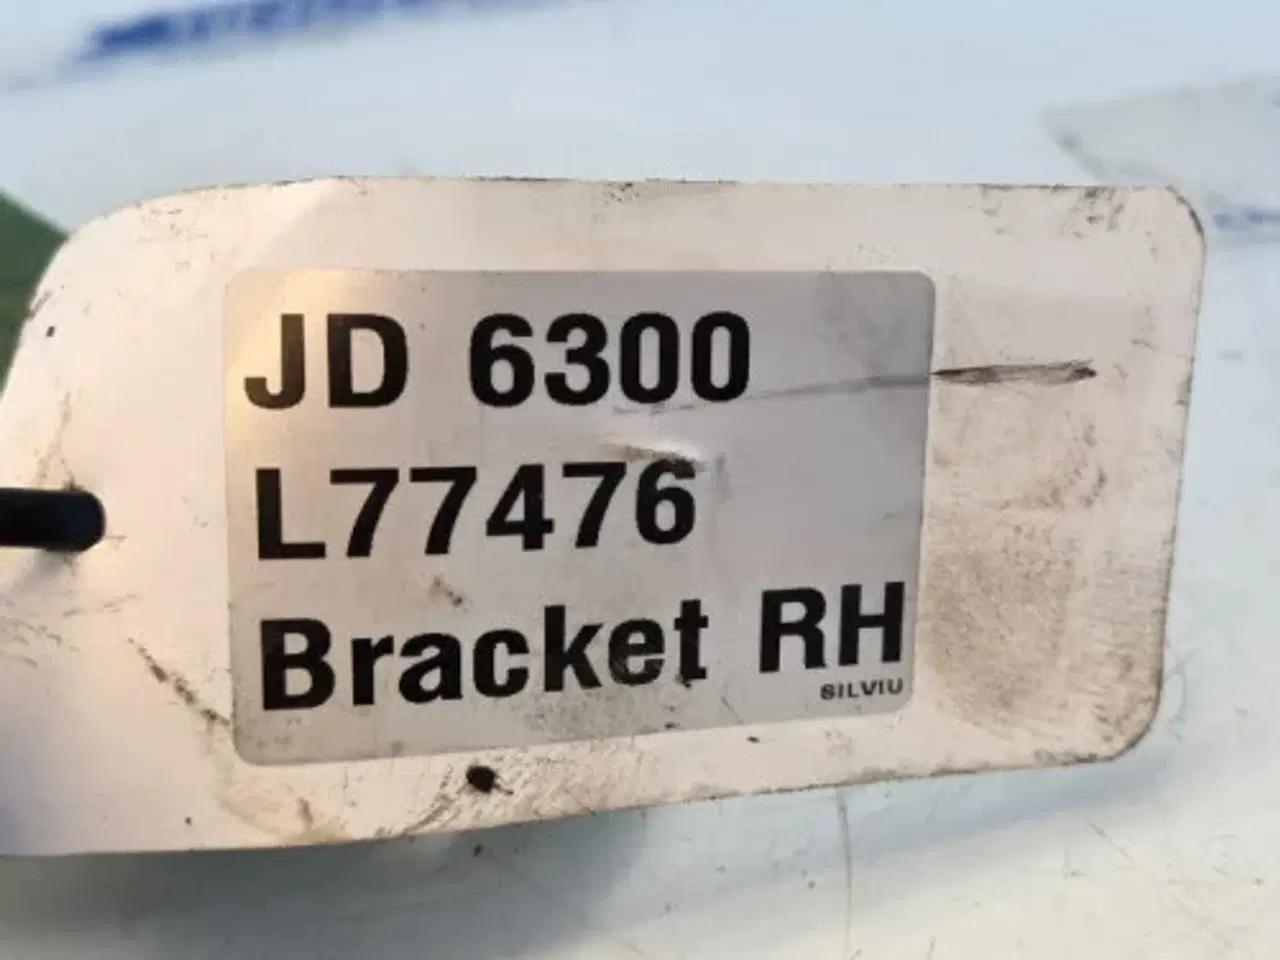 JD 6300
L77476
Bracket RH
SILVIU